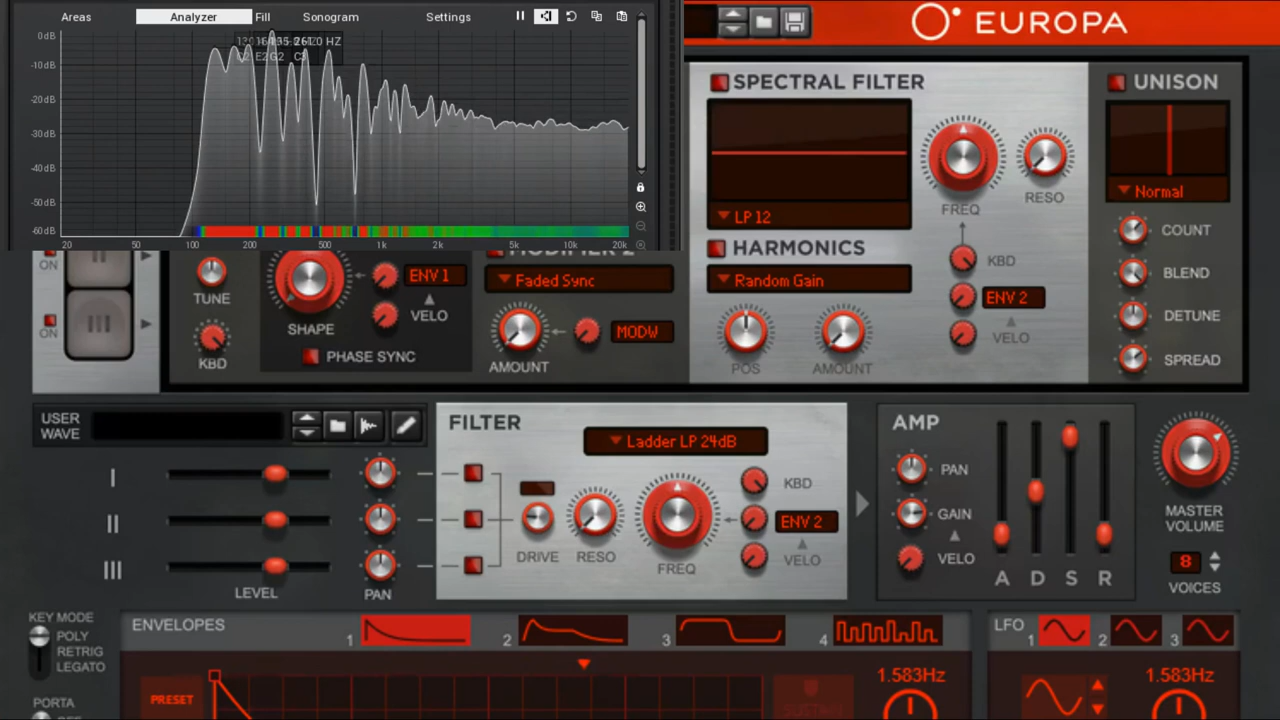 Areas Analyzer Fill Sonogram Settings
0dB
-10dB
-20dB
-30dB
-40dB
-50dB
-60dB
20 50 100 200 500 1k 2k 5k 10k 20k
EUROPA
SPECTRAL FILTER
LP 12
FREQ
RESO
HARMONICS
Random Gain
KBD
ENV 2
VELO
POS
AMOUNT
UNISON
Normal
COUNT
BLEND
DETUNE
SPREAD
ON
ON
III
TUNE
KBD
SHAPE
ENV 1
VELO
PHASE SYNC
MODIFIER 2
Faded Sync
AMOUNT
MODW
USER
WAVE
I
II
III
LEVEL
PAN
FILTER
Ladder LP 24dB
DRIVE
RESO
FREQ
KBD
ENV 2
VELO
AMP
PAN
GAIN
VELO
A D S R
MASTER
VOLUME
8
VOICES
KEY MODE
POLY
RETRIG
LEGATO
PORTA
ENVELOPES
1 2 3 4
PRESET
1.583Hz
LFO
1 2 3
1.583Hz